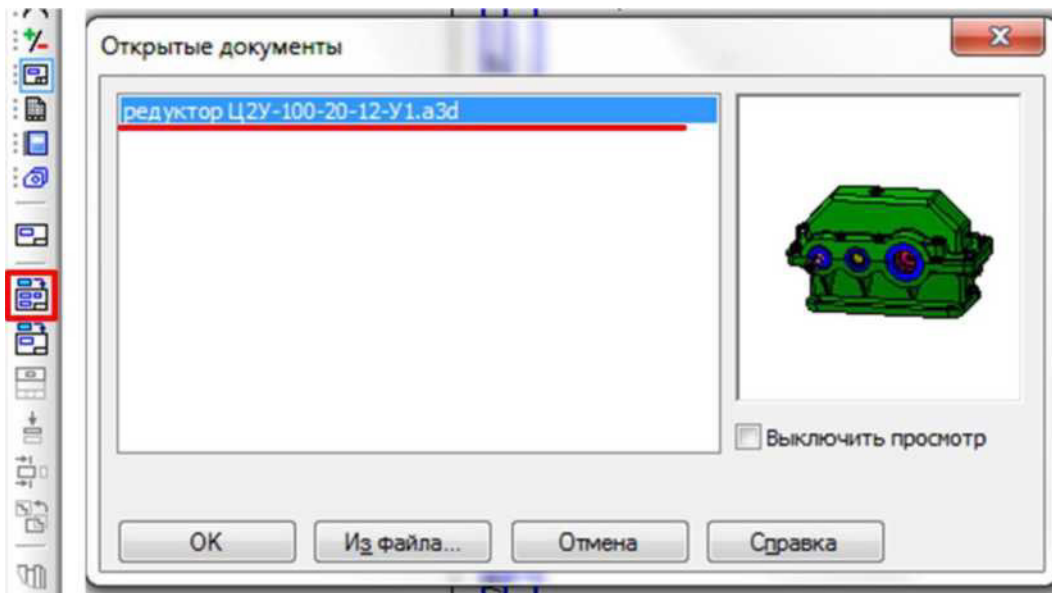 Открытые документы
редуктор Ц2У-100-20-12-У1.a3d
Выключить просмотр
OK
Из файла...
Отмена
Справка